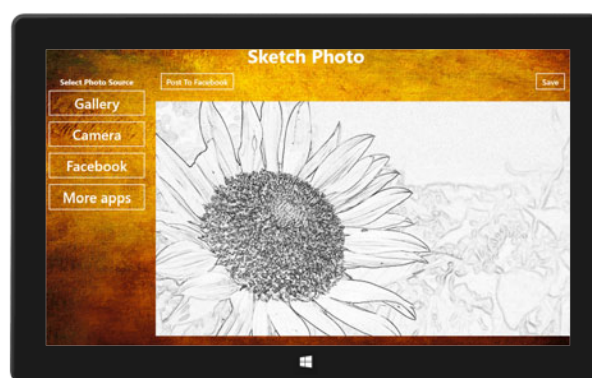 Sketch Photo
Select Photo Source
Post To Facebook
Save
Gallery
Camera
Facebook
More apps